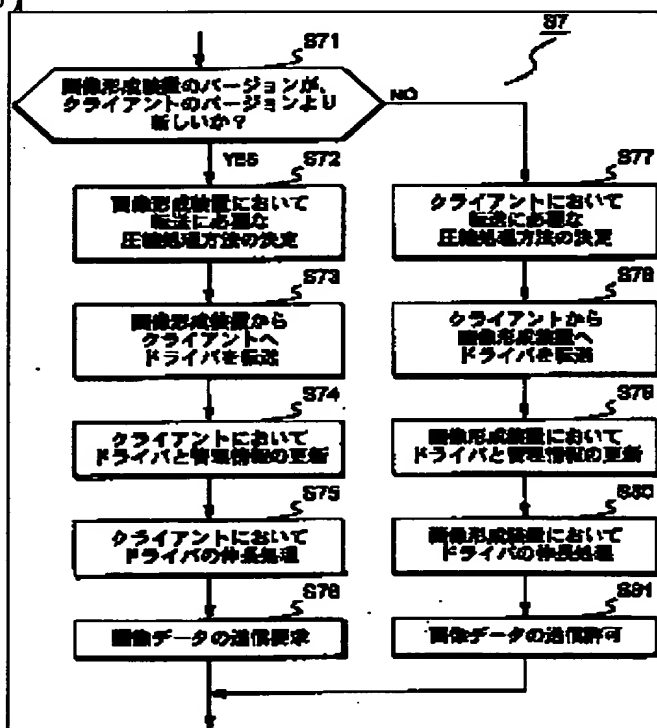 S7
S71
画像形成装置のバージョンが、
クライアントのバージョンより
新しいか?
NO
YES
S72
画像形成装置において
転送に必要な
圧縮処理方法の決定
S77
クライアントにおいて
転送に必要な
圧縮処理方法の決定
S73
画像形成装置から
クライアントへ
ドライバを転送
S78
クライアントから
画像形成装置へ
ドライバを転送
S74
クライアントにおいて
ドライバと管理情報の更新
S79
画像形成装置において
ドライバと管理情報の更新
S75
クライアントにおいて
ドライバの伸長処理
S80
画像形成装置において
ドライバの伸長処理
S76
画像データの送信要求
S81
画像データの送信許可